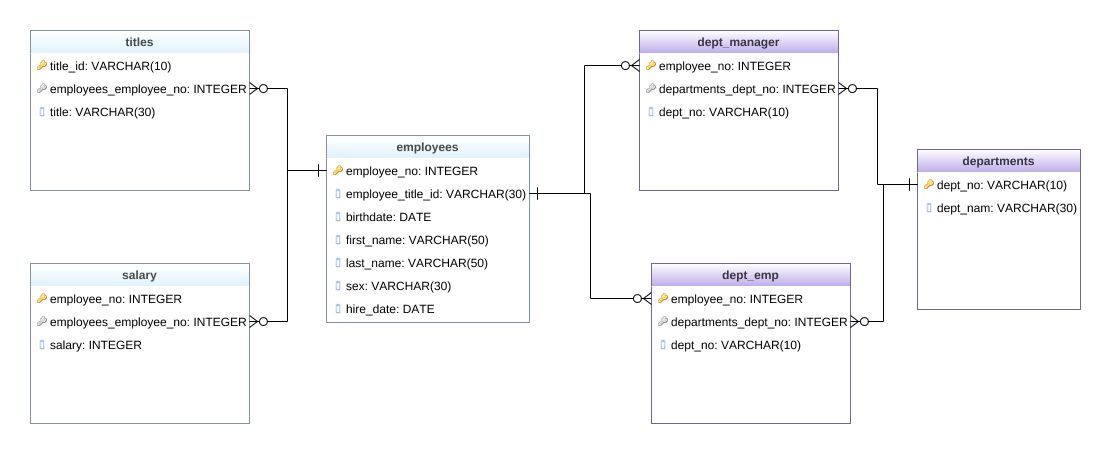 titles
title_id: VARCHAR(10)
employees_employee_no: INTEGER
title: VARCHAR(30)
salary
employee_no: INTEGER
employees_employee_no: INTEGER
salary: INTEGER
employees
employee_no: INTEGER
employee_title_id: VARCHAR(30)
birthdate: DATE
first_name: VARCHAR(50)
last_name: VARCHAR(50)
sex: VARCHAR(30)
hire_date: DATE
dept_manager
employee_no: INTEGER
departments_dept_no: INTEGER
dept_no: VARCHAR(10)
dept_emp
employee_no: INTEGER
departments_dept_no: INTEGER
dept_no: VARCHAR(10)
departments
dept_no: VARCHAR(10)
dept_nam: VARCHAR(30)